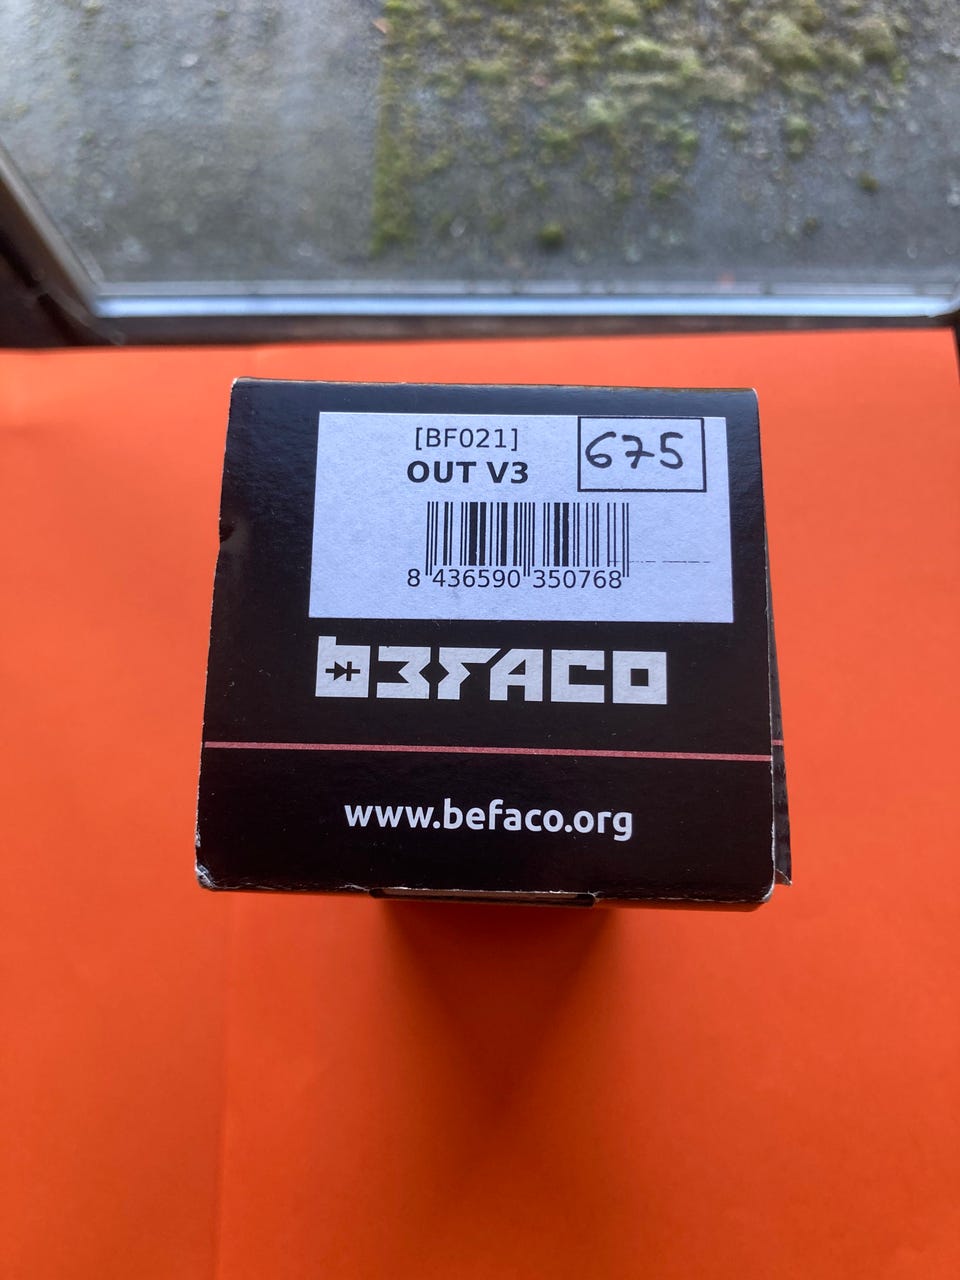 [BF021]
OUT V3
675
8 436590 350768
BEFACO
www.befaco.org